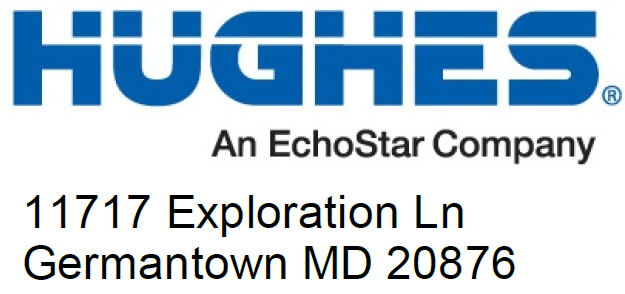 HUGHES®
An EchoStar Company
11717 Exploration Ln
Germantown MD 20876